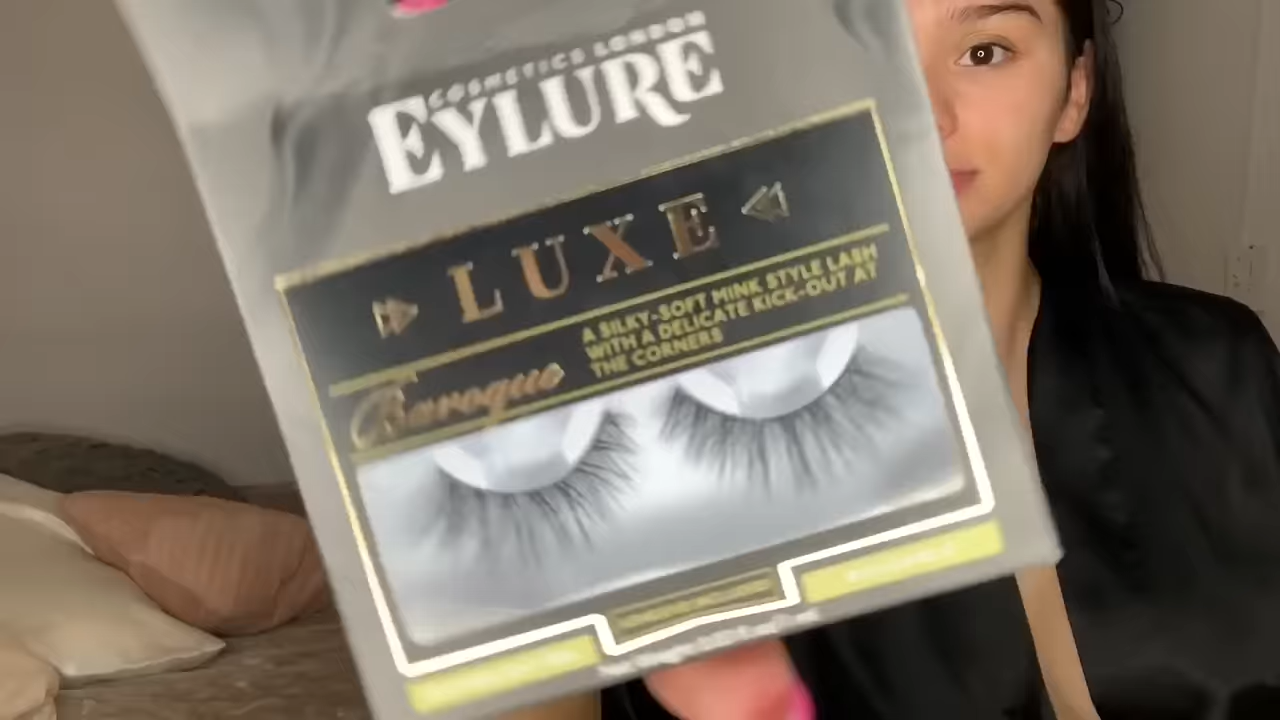 COSMETICS LONDON
EYLURE
LUXE
Baroque
A SILKY-SOFT MINK STYLE LASH
WITH A DELICATE KICK-OUT AT
THE CORNERS